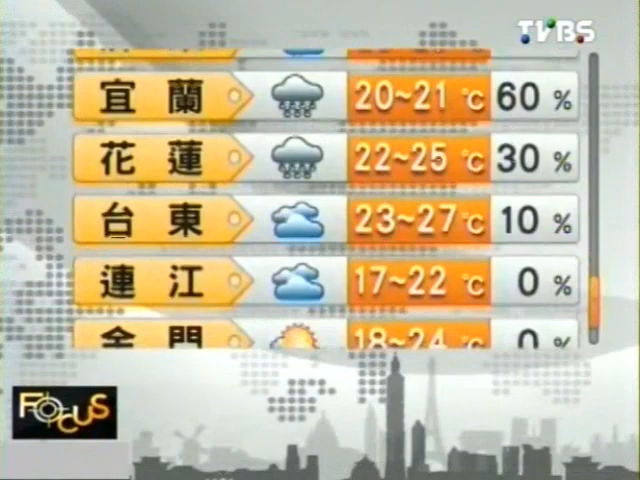 TVBS
宜蘭 20~21℃ 60%
花蓮 22~25℃ 30%
台東 23~27℃ 10%
連江 17~22℃ 0%
金門 18~24℃ 0%
FOCUS